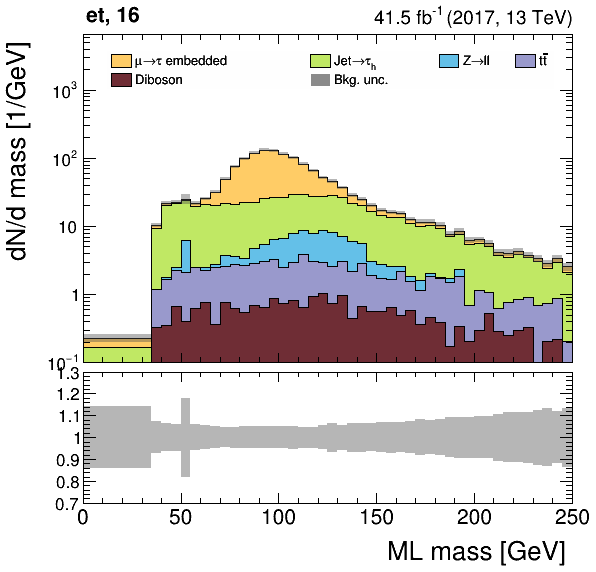 et, 16
41.5 fb⁻¹ (2017, 13 TeV)
μ→τ embedded
Jet→τₕ
Z→ll
tt̄
Diboson
Bkg. unc.
dN/d mass [1/GeV]
10³
10²
10
1
10⁻¹
1.3
1.2
1.1
1
0.9
0.8
0.7
0
50
100
150
200
250
ML mass [GeV]